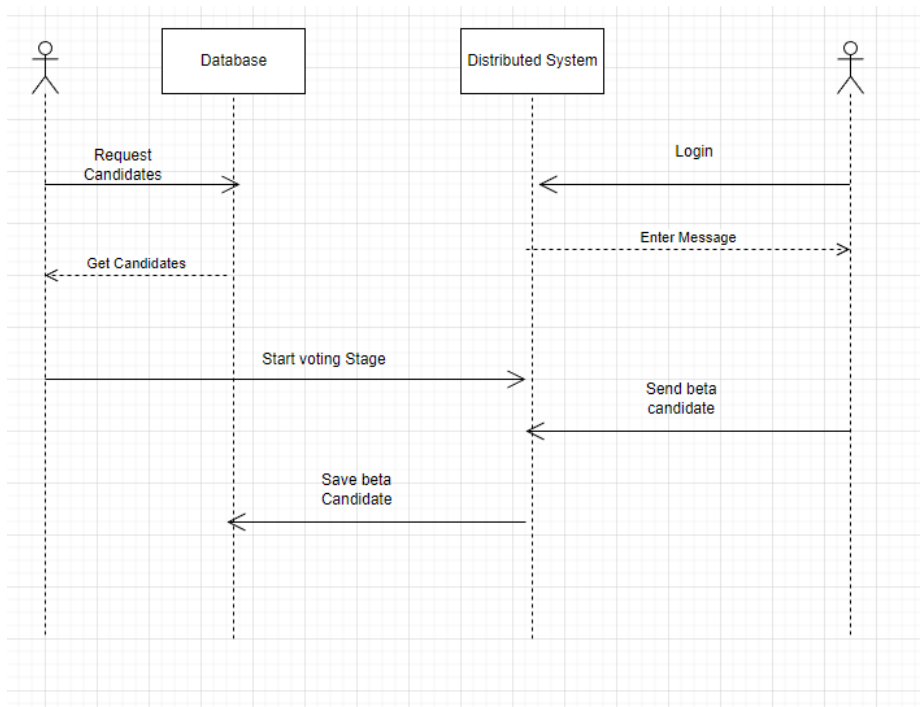 Database
Distributed System
Request
Candidates
Login
Enter Message
Get Candidates
Start voting Stage
Send beta
candidate
Save beta
Candidate